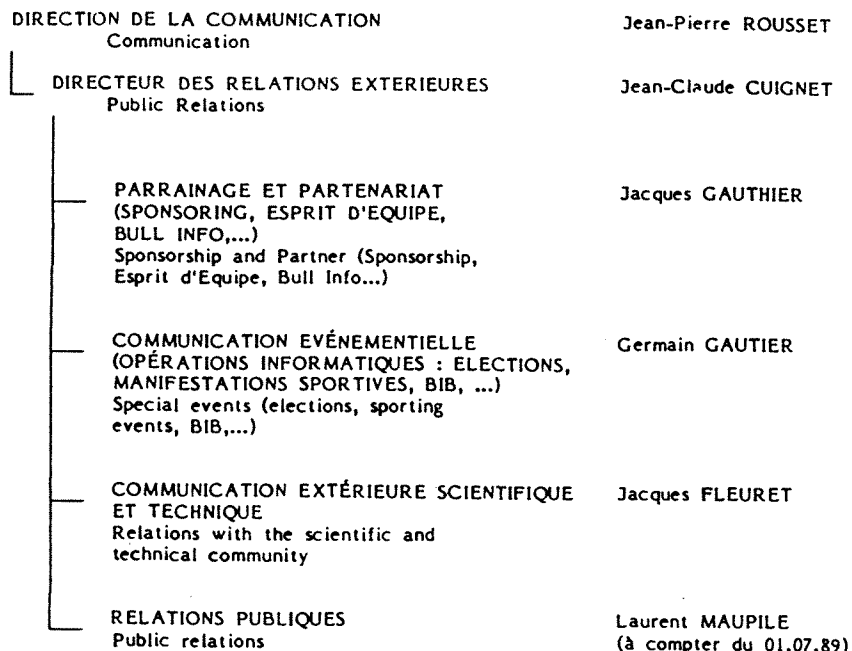 DIRECTION DE LA COMMUNICATION Jean-Pierre ROUSSET
Communication
DIRECTEUR DES RELATIONS EXTERIEURES Jean-Claude CUIGNET
Public Relations
PARRAINAGE ET PARTENARIAT Jacques GAUTHIER
(SPONSORING, ESPRIT D'EQUIPE,
BULL INFO,...)
Sponsorship and Partner (Sponsorship,
Esprit d'Equipe, Bull Info...)
COMMUNICATION EVÉNEMENTIELLE Germain GAUTIER
(OPÉRATIONS INFORMATIQUES : ELECTIONS,
MANIFESTATIONS SPORTIVES, BIB, ...)
Special events (elections, sporting
events, BIB,...)
COMMUNICATION EXTÉRIEURE SCIENTIFIQUE Jacques FLEURET
ET TECHNIQUE
Relations with the scientific and
technical community
RELATIONS PUBLIQUES Laurent MAUPILE
Public relations (à compter du 01.07.89)